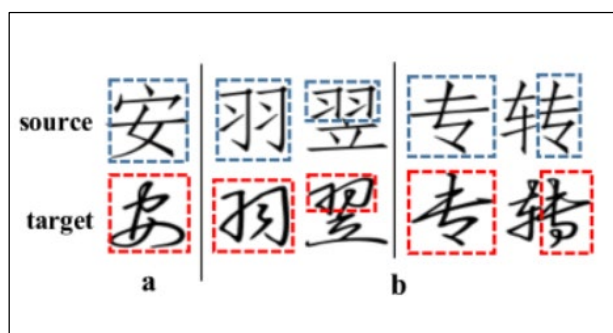 source 安 羽 翌 专 转
target 安 羽 翌 专 转
a b